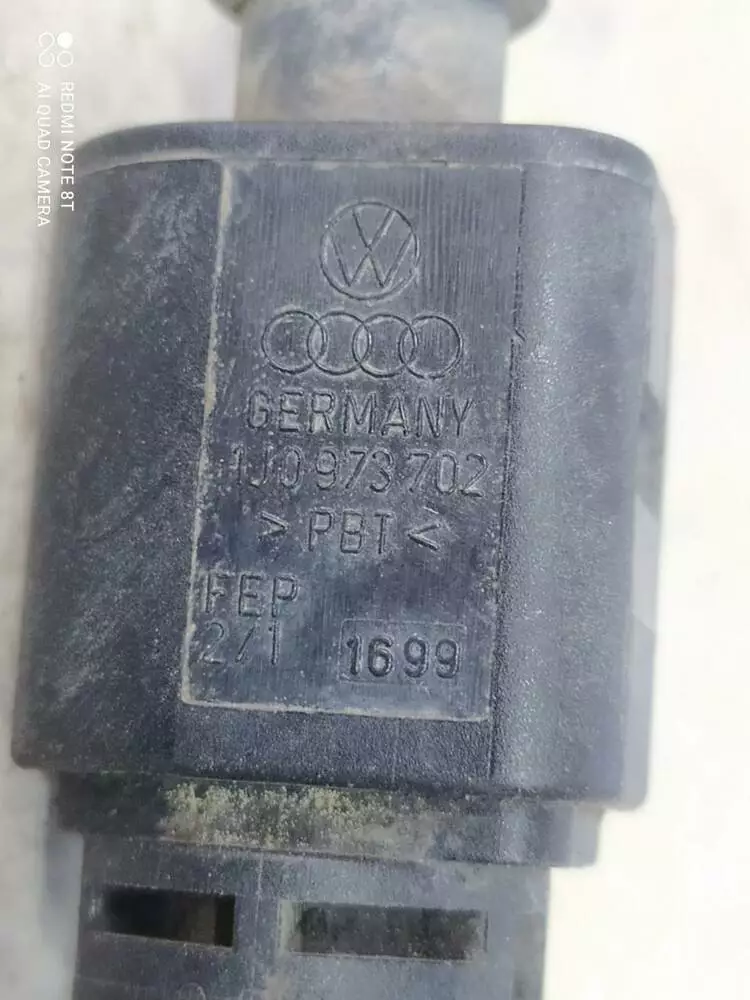 REDMI NOTE 8T
AI QUAD CAMERA
GERMANY
1J0 973 702
> PBT <
FEP
2/1
1699